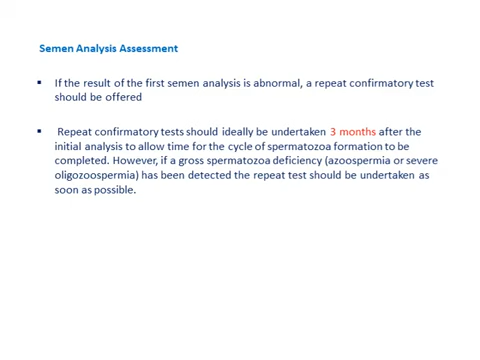 Semen Analysis Assessment
▪ If the result of the first semen analysis is abnormal, a repeat confirmatory test
should be offered
▪ Repeat confirmatory tests should ideally be undertaken 3 months after the
initial analysis to allow time for the cycle of spermatozoa formation to be
completed. However, if a gross spermatozoa deficiency (azoospermia or severe
oligozoospermia) has been detected the repeat test should be undertaken as
soon as possible.